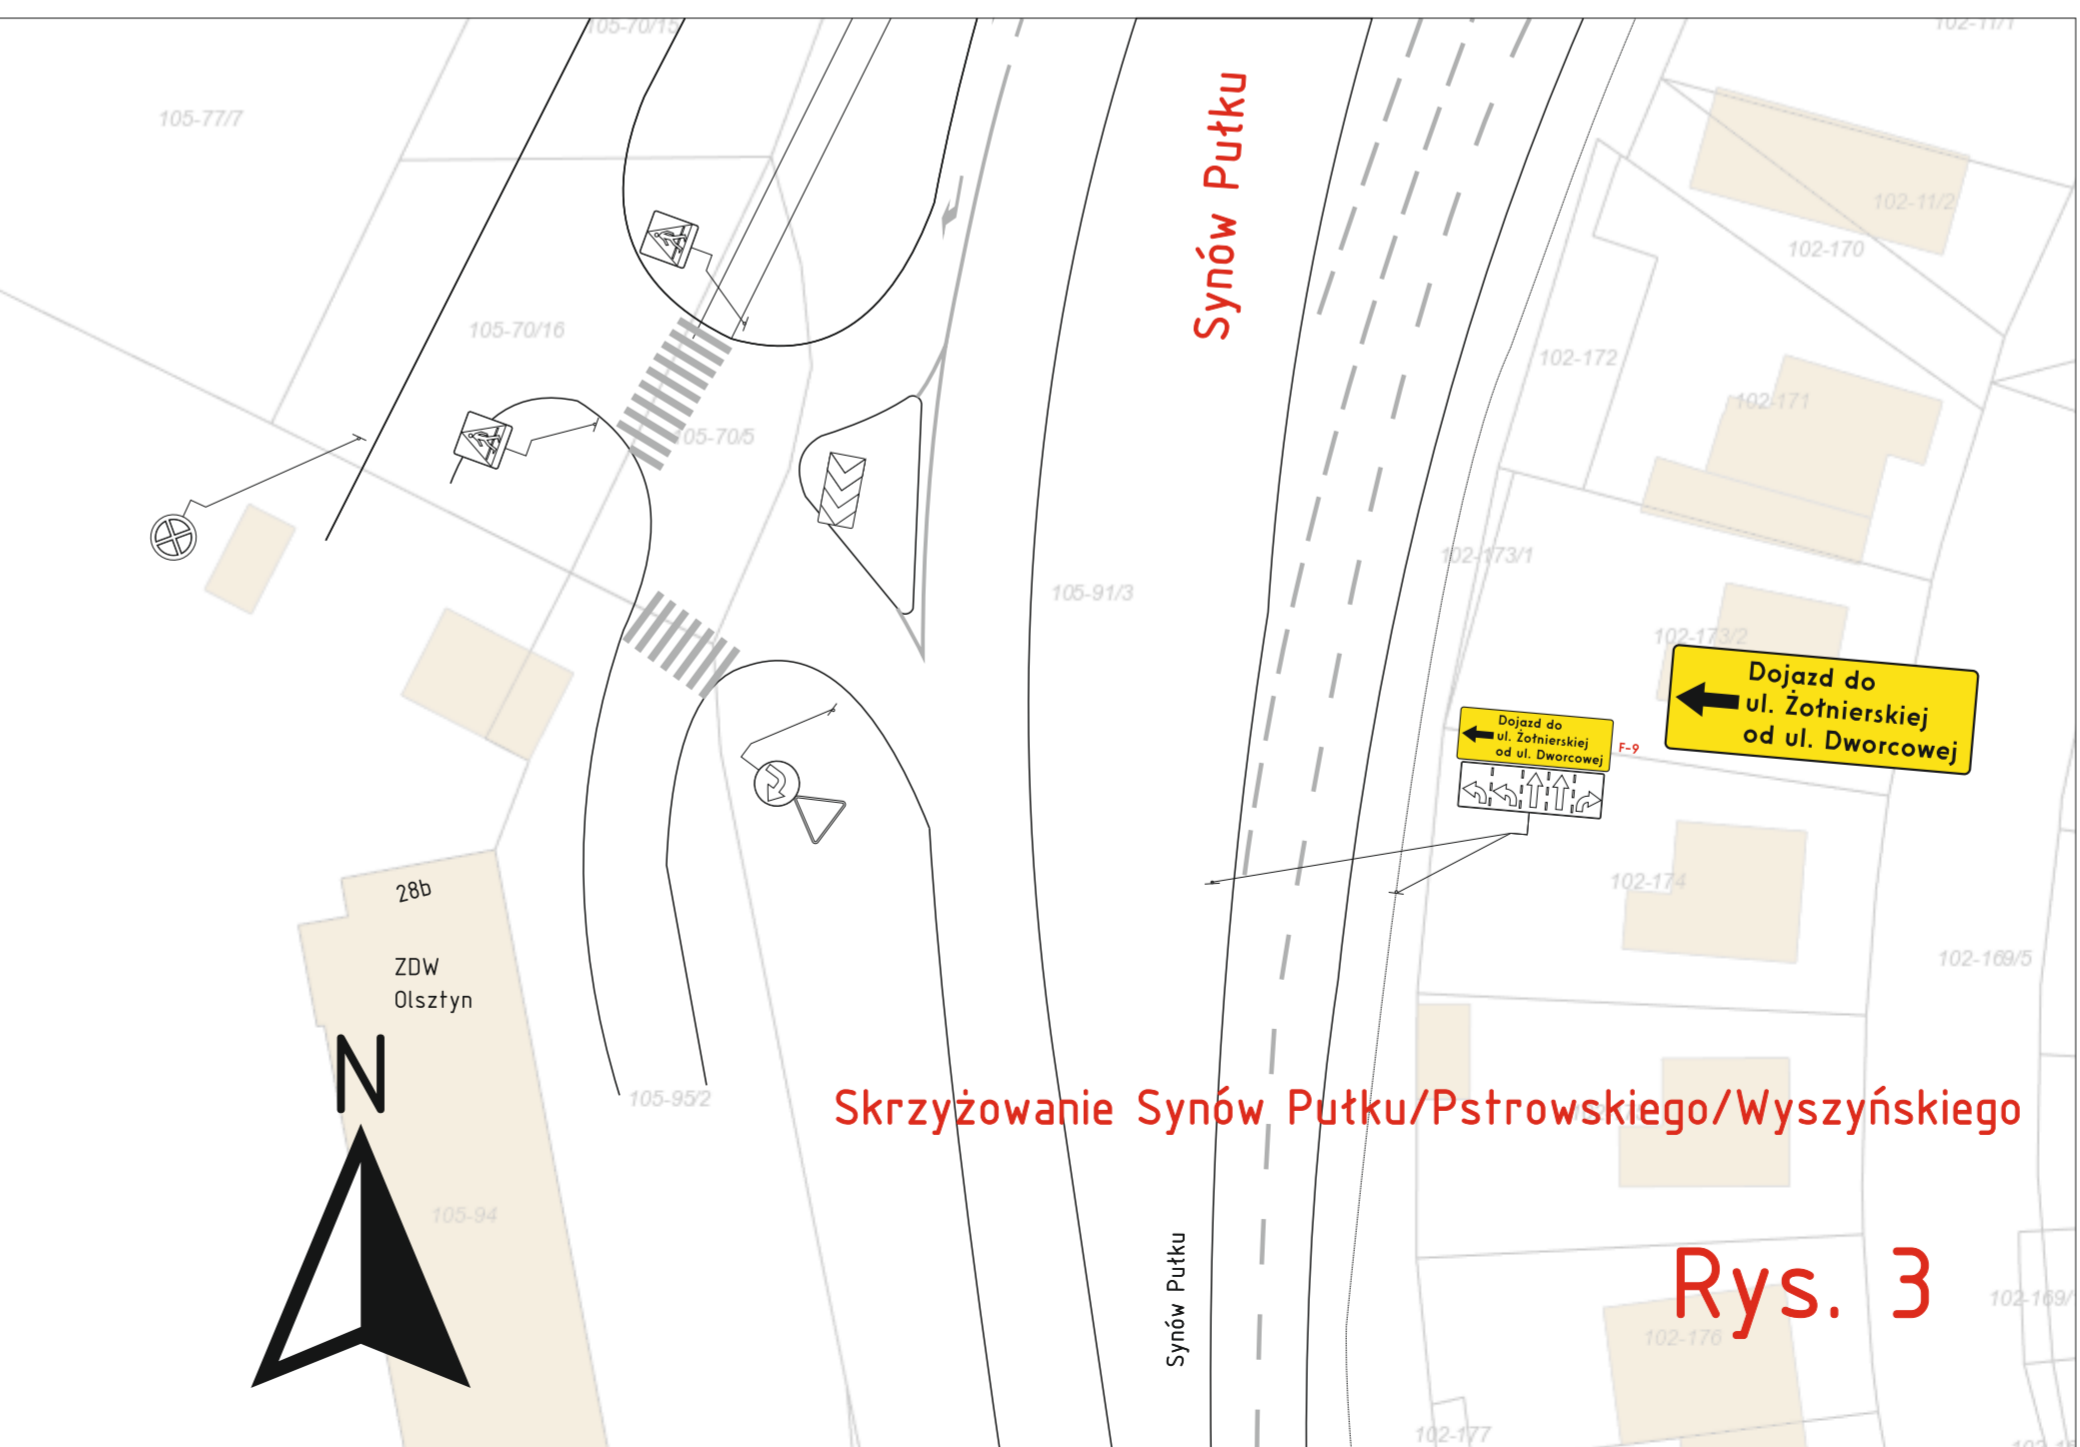 105-70/15
102-11/1
105-77/7
Synów Pułku
102-11/2
102-170
105-70/16
102-172
102-171
105-70/5
102-173/1
105-91/3
102-173/2
Dojazd do
ul. Żołnierskiej
od ul. Dworcowej
Dojazd do
ul. Żołnierskiej
od ul. Dworcowej
F-9
102-174
28b
102-169/5
ZDW
Olsztyn
N
105-95/2
Skrzyżowanie Synów Pułku/Pstrowskiego/Wyszyńskiego
105-94
Synów Pułku
Rys. 3
102-169/
102-176
102-177